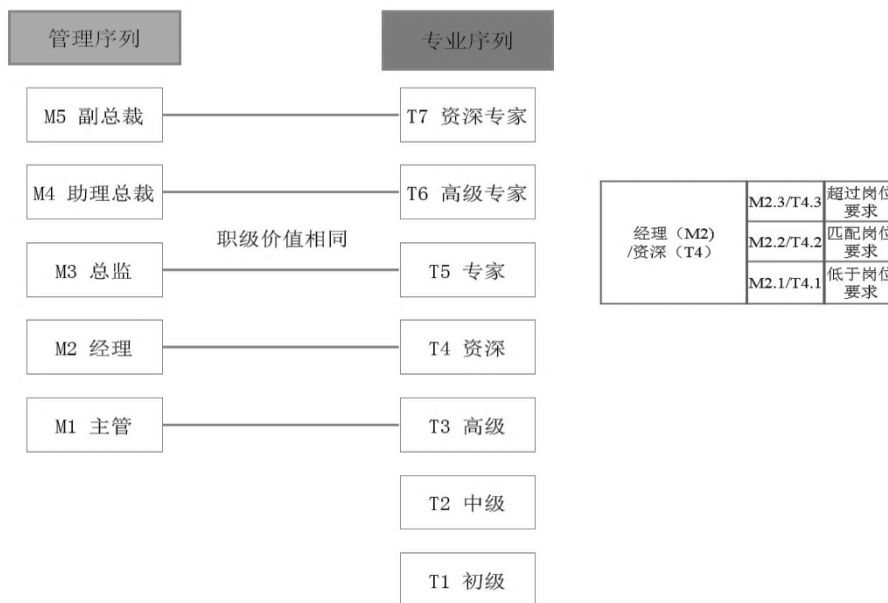 管理序列
专业序列
M5 副总裁
T7 资深专家
M4 助理总裁
T6 高级专家
职级价值相同
M3 总监
T5 专家
M2 经理
T4 资深
M1 主管
T3 高级
T2 中级
T1 初级
经理（M2）
/资深（T4）
M2.3/T4.3
超过岗位
要求
M2.2/T4.2
匹配岗位
要求
M2.1/T4.1
低于岗位
要求